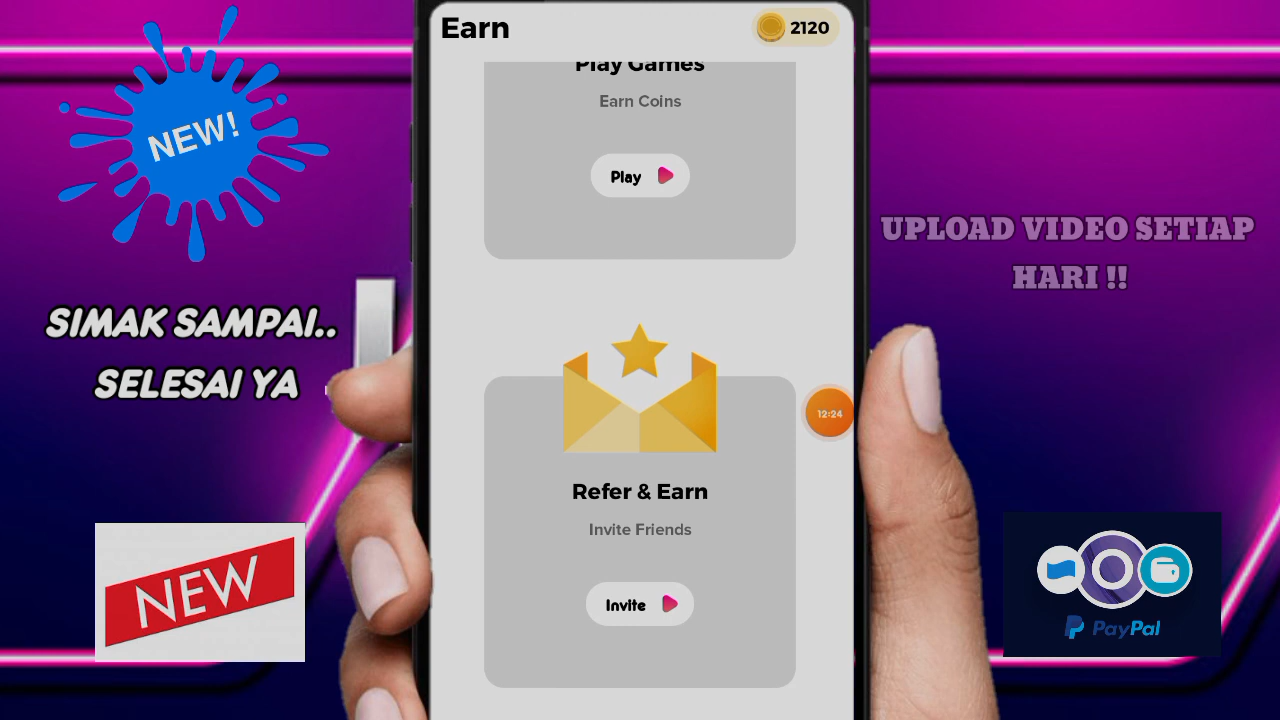 Earn
2120
Play Games
Earn Coins
Play
NEW!
UPLOAD VIDEO SETIAP
HARI !!
SIMAK SAMPAI..
SELESAI YA
12:24
Refer & Earn
Invite Friends
Invite
NEW
PayPal